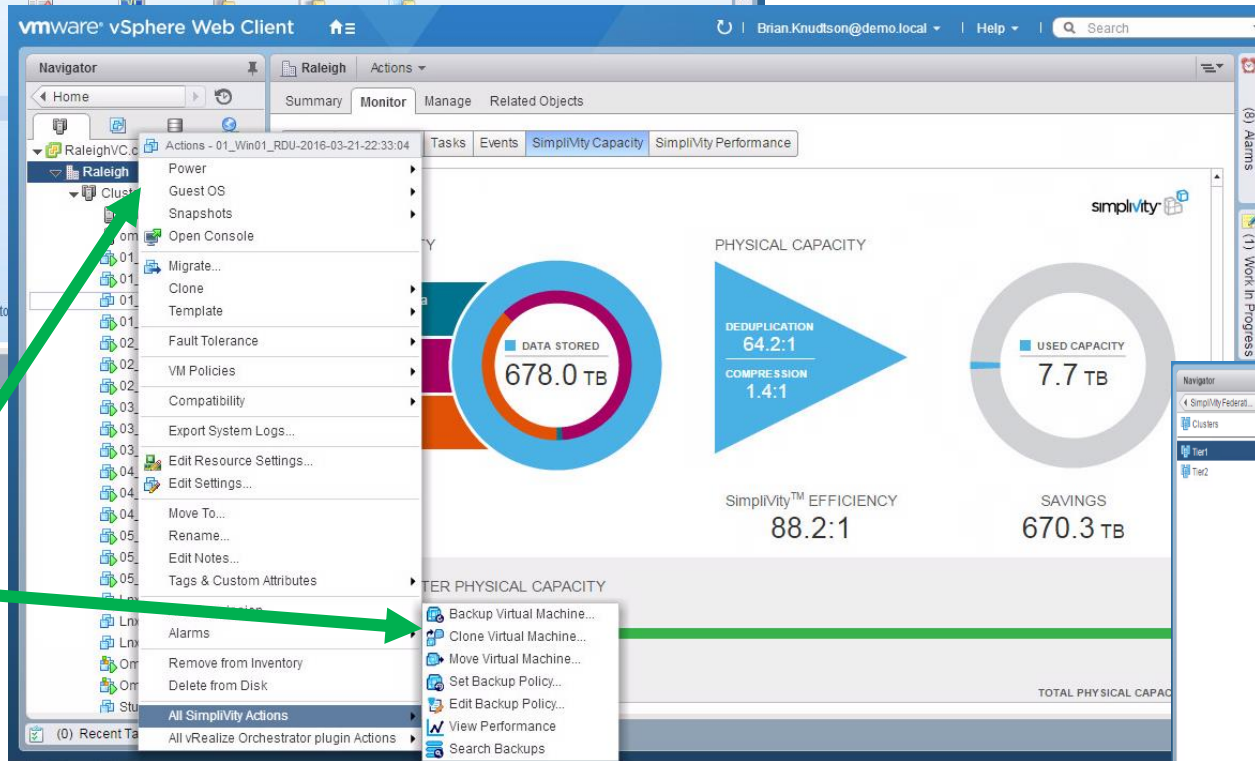 vmware® vSphere Web Client
Brian.Knudtson@demo.local
Help
Search
Navigator
Home
RaleighVC.c
Raleigh
Clust
om
01_
01_
01_
01_
02_
02_
02_
03_
03_
03_
04_
04_
04_
05_
05_
05_
Lnx
Lnx
Lnx
Om
Om
Stu
(0) Recent Ta
Raleigh
Actions
Summary
Monitor
Manage
Related Objects
Tasks
Events
SimpliVity Capacity
SimpliVity Performance
Actions - 01_Win01_RDU-2016-03-21-22:33:04
Power
Guest OS
Snapshots
Open Console
Migrate...
Clone
Template
Fault Tolerance
VM Policies
Compatibility
Export System Logs...
Edit Resource Settings...
Edit Settings...
Move To...
Rename...
Edit Notes...
Tags & Custom Attributes
Alarms
Remove from Inventory
Delete from Disk
All SimpliVity Actions
All vRealize Orchestrator plugin Actions
Backup Virtual Machine...
Clone Virtual Machine...
Move Virtual Machine...
Set Backup Policy...
Edit Backup Policy...
View Performance
Search Backups
simplivity
DATA STORED
678.0 TB
PHYSICAL CAPACITY
DEDUPLICATION
64.2:1
COMPRESSION
1.4:1
USED CAPACITY
7.7 TB
SimpliVity™ EFFICIENCY
88.2:1
SAVINGS
670.3 TB
TER PHYSICAL CAPACITY
TOTAL PHYSICAL CAPAC
(8) Alarms
(1) Work In Progress
Navigator
SimpliVity Federati...
Clusters
Tier1
Tier2